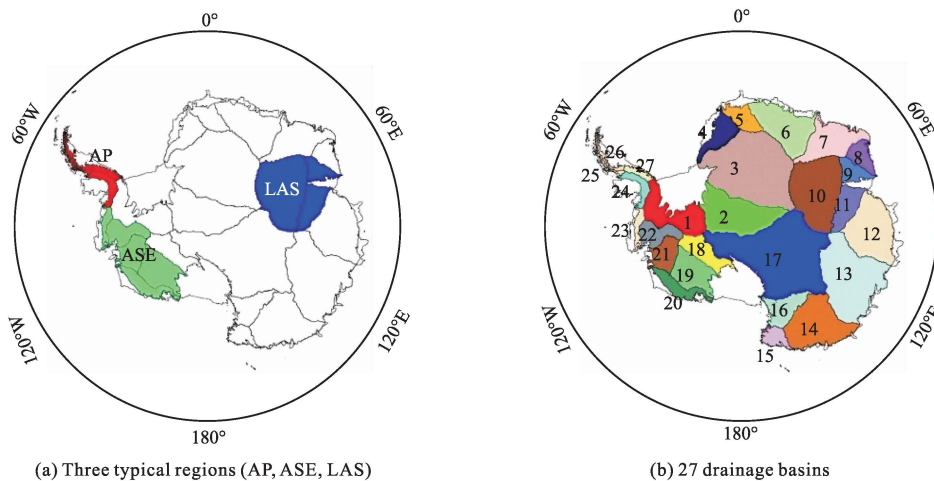 0°
60°W
60°E
AP
LAS
ASE
120°W
120°E
180°
(a) Three typical regions (AP, ASE, LAS)
0°
60°W
60°E
4
5
6
7
8
26
27
25
3
9
24
10
11
1
2
23
22
12
18
17
21
13
19
20
16
14
15
120°W
120°E
180°
(b) 27 drainage basins